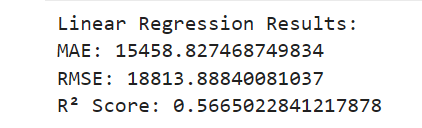 Linear Regression Results:
MAE: 15458.827468749834
RMSE: 18813.88840081037
R² Score: 0.5665022841217878